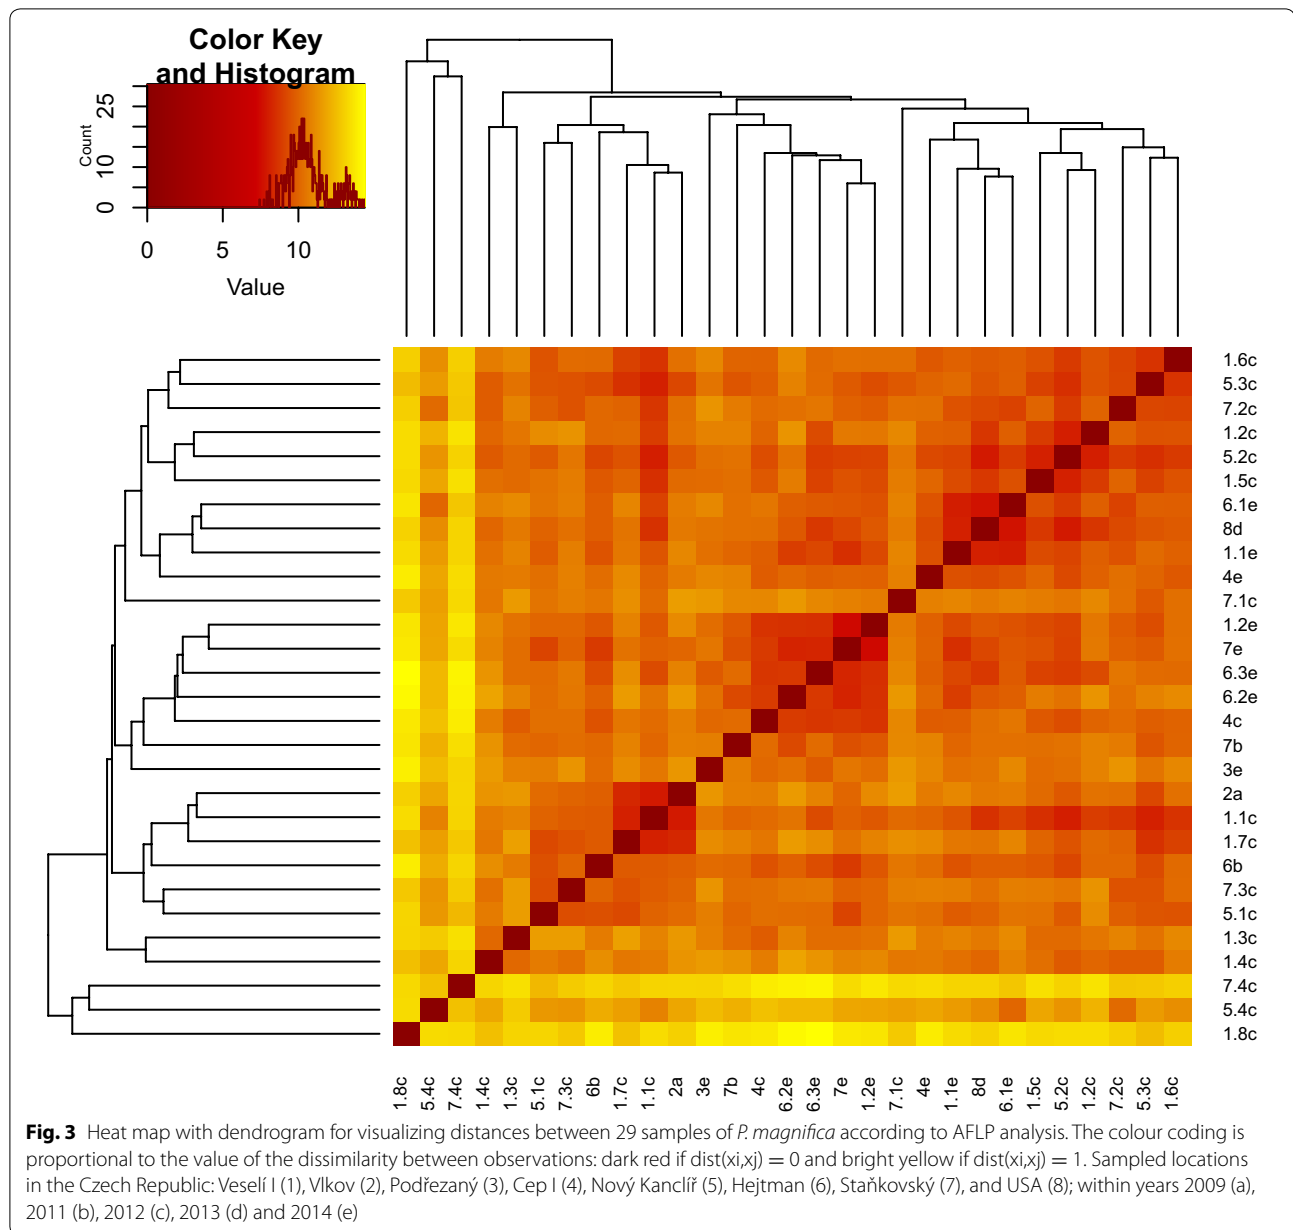 Color Key
and Histogram
Count
0 10 25
0 5 10
Value
1.6c
5.3c
7.2c
1.2c
5.2c
1.5c
6.1e
8d
1.1e
4e
7.1c
1.2e
7e
6.3e
6.2e
4c
7b
3e
2a
1.1c
1.7c
6b
7.3c
5.1c
1.3c
1.4c
7.4c
5.4c
1.8c
1.8c 5.4c 7.4c 1.4c 1.3c 5.1c 7.3c 6b 1.7c 1.1c 2a 3e 7b 4c 6.2e 6.3e 7e 1.2e 7.1c 4e 1.1e 8d 6.1e 1.5c 5.2c 1.2c 7.2c 5.3c 1.6c
Fig. 3 Heat map with dendrogram for visualizing distances between 29 samples of P. magnifica according to AFLP analysis. The colour coding is
proportional to the value of the dissimilarity between observations: dark red if dist(xi,xj) = 0 and bright yellow if dist(xi,xj) = 1. Sampled locations
in the Czech Republic: Veselí I (1), Vlkov (2), Podřezaný (3), Cep I (4), Nový Kanclíř (5), Hejtman (6), Staňkovský (7), and USA (8); within years 2009 (a),
2011 (b), 2012 (c), 2013 (d) and 2014 (e)